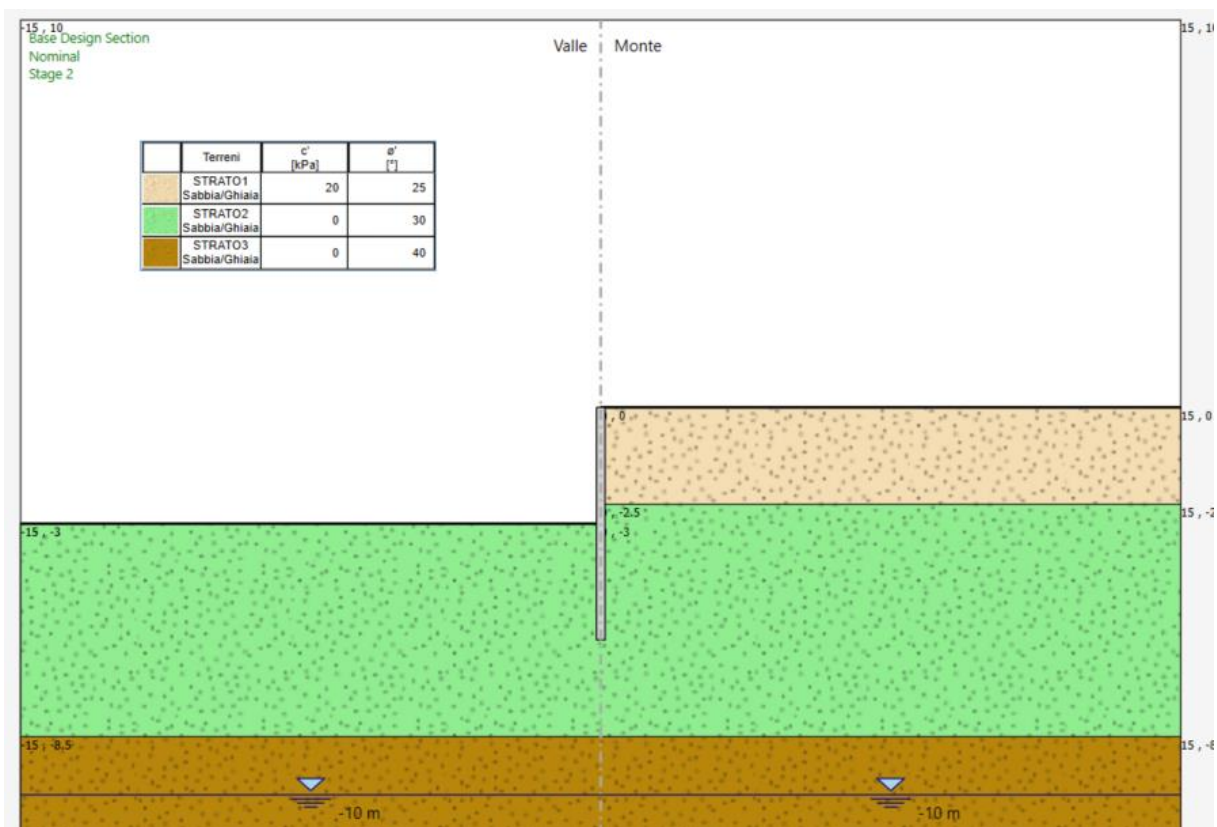 -15 , 10
15 , 10
Base Design Section
Nominal
Stage 2
Valle
Monte
Terreni c' ø'
[kPa] [°]
STRATO1
Sabbia/Ghiaia 20 25
STRATO2
Sabbia/Ghiaia 0 30
STRATO3
Sabbia/Ghiaia 0 40
, 0
15 , 0
, -2.5
15 , -2
-15 , -3
, -3
-15 , -8.5
15 , -8
-10 m
-10 m